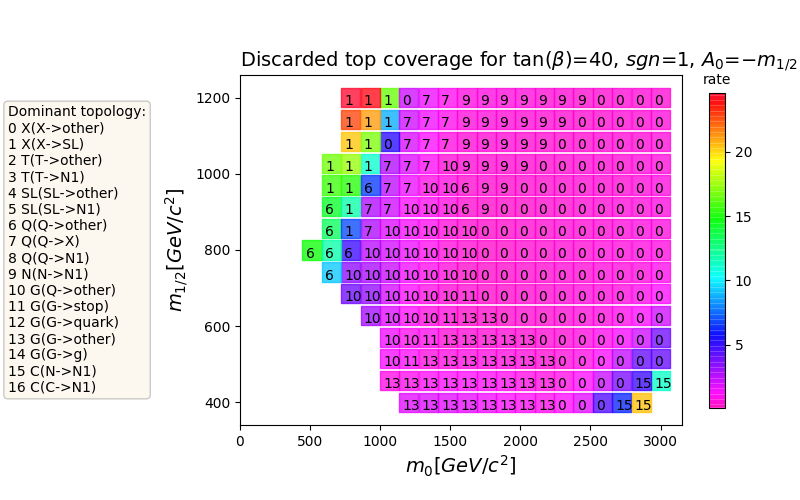 Discarded top coverage for tan(β)=40, sgn=1, A₀=−m₁/₂
rate
Dominant topology:
0 X(X->other)
1 X(X->SL)
2 T(T->other)
3 T(T->N1)
4 SL(SL->other)
5 SL(SL->N1)
6 Q(Q->other)
7 Q(Q->X)
8 Q(Q->N1)
9 N(N->N1)
10 G(Q->other)
11 G(G->stop)
12 G(G->quark)
13 G(G->other)
14 G(G->g)
15 C(N->N1)
16 C(C->N1)
m₁/₂[GeV/c²]
1200
1000
800
600
400
1 1 1 0 7 7 9 9 9 9 9 9 9 0 0 0 0
1 1 1 7 7 7 9 9 9 9 9 9 0 0 0 0 0
1 1 0 7 7 7 9 9 9 9 0 0 0 0 0 0 0
1 1 1 7 7 7 10 9 9 9 9 0 0 0 0 0 0 0
1 1 6 7 7 10 10 6 9 9 0 0 0 0 0 0 0 0
6 1 7 7 10 10 10 6 9 0 0 0 0 0 0 0 0 0
6 1 7 10 10 10 10 10 0 0 0 0 0 0 0 0 0 0
6 6 6 10 10 10 10 10 10 0 0 0 0 0 0 0 0 0 0
6 10 10 10 10 10 10 10 0 0 0 0 0 0 0 0 0 0
10 10 10 10 10 10 11 0 0 0 0 0 0 0 0 0 0
10 10 10 10 11 13 13 0 0 0 0 0 0 0 0 0
10 10 11 13 13 13 13 13 0 0 0 0 0 0 0
10 11 13 13 13 13 13 13 13 0 0 0 0 0 0
13 13 13 13 13 13 13 13 13 0 0 0 0 15 15
13 13 13 13 13 13 13 13 0 0 0 15 15
0 500 1000 1500 2000 2500 3000
m₀[GeV/c²]
20
15
10
5